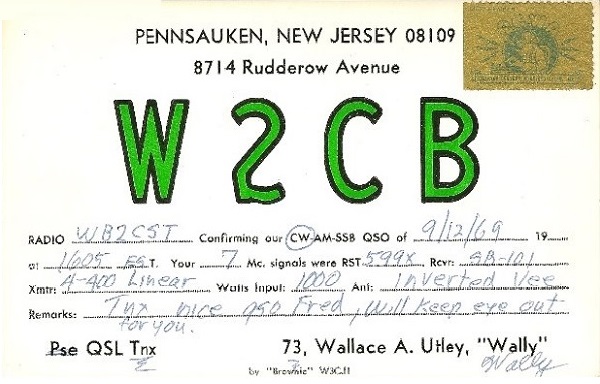 PENNSAUKEN, NEW JERSEY 08109
8714 Rudderow Avenue
W2CB
RADIO WB2CST Confirming our CW-AM-SSB QSO of 9/12/69 19
at 1605 EST. Your 7 Mc. signals were RST 599X Rcvr: SB-101
Xmtr: 4-400 Linear Watts Input: 1000 Ant: Inverted Vee
Remarks: Tnx nice qso Fred, Will keep eye out
for you.
Pse QSL Tnx 73, Wallace A. Utley, "Wally"
Wally
by "Brownie" W3CJI